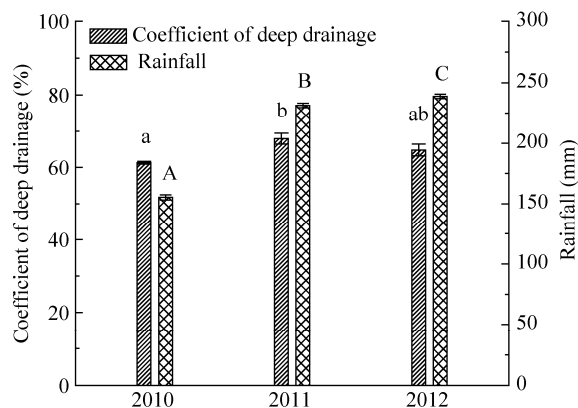 100
80
60
40
20
0
Coefficient of deep drainage (%)
Coefficient of deep drainage
Rainfall
a
A
b
B
ab
C
300
250
200
150
100
50
0
Rainfall (mm)
2010
2011
2012